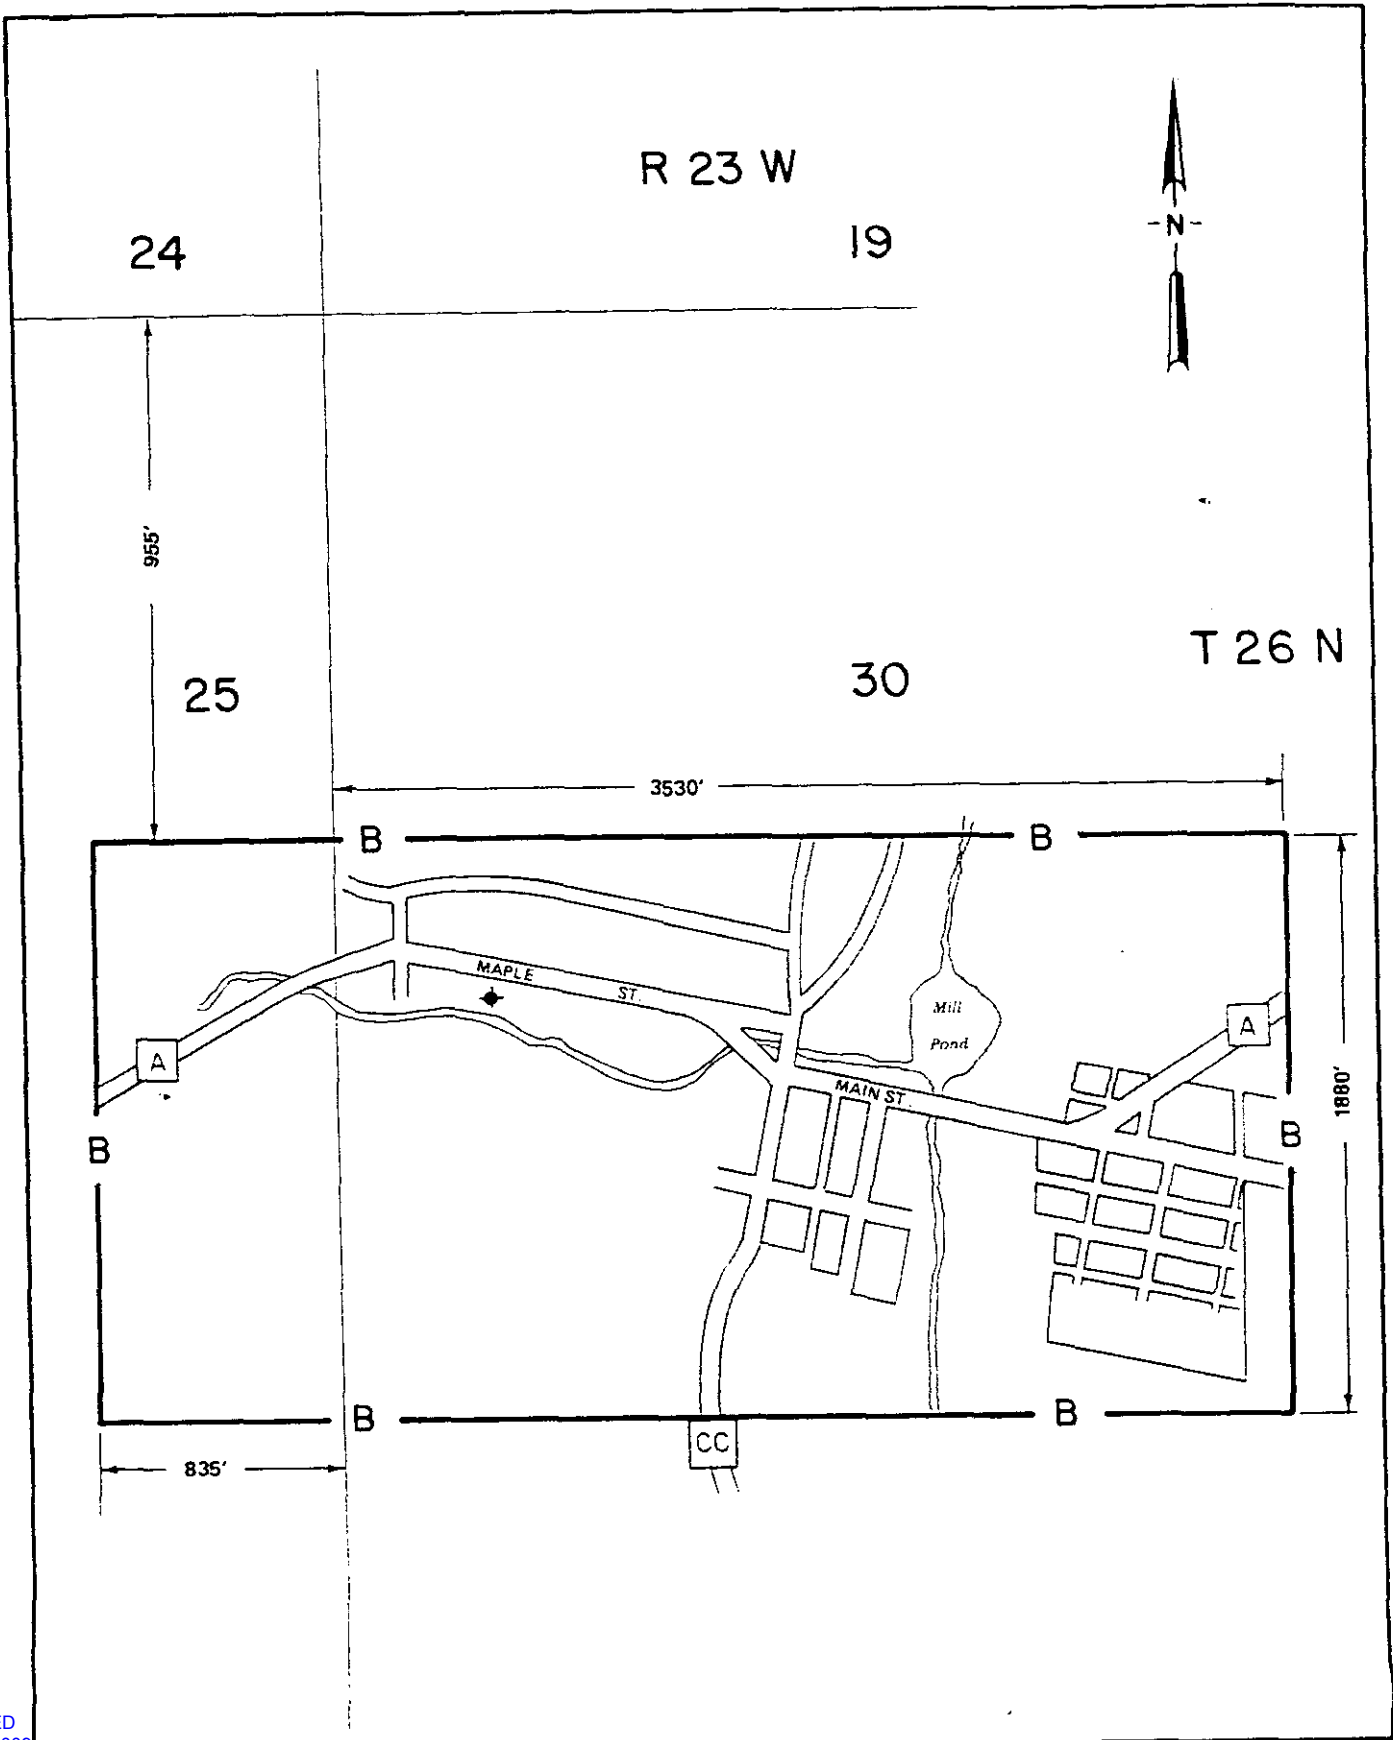 R 23 W
24
19
-N-
955'
T 26 N
25
30
3530'
B
B
MAPLE
ST.
Mill
Pond
A
A
MAIN ST.
1880'
B
B
B
B
CC
835'